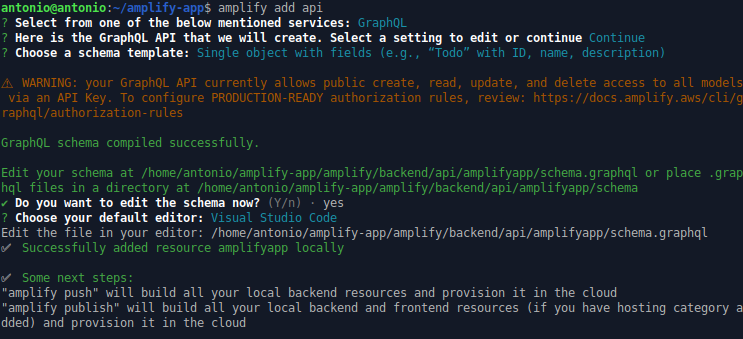 antonio@antonio:~/amplify-app$ amplify add api
? Select from one of the below mentioned services: GraphQL
? Here is the GraphQL API that we will create. Select a setting to edit or continue Continue
? Choose a schema template: Single object with fields (e.g., “Todo” with ID, name, description)
⚠ WARNING: your GraphQL API currently allows public create, read, update, and delete access to all models
 via an API Key. To configure PRODUCTION-READY authorization rules, review: https://docs.amplify.aws/cli/g
raphql/authorization-rules
GraphQL schema compiled successfully.
Edit your schema at /home/antonio/amplify-app/amplify/backend/api/amplifyapp/schema.graphql or place .grap
hql files in a directory at /home/antonio/amplify-app/amplify/backend/api/amplifyapp/schema
✔ Do you want to edit the schema now? (Y/n) · yes
? Choose your default editor: Visual Studio Code
Edit the file in your editor: /home/antonio/amplify-app/amplify/backend/api/amplifyapp/schema.graphql
✅ Successfully added resource amplifyapp locally
✅ Some next steps:
"amplify push" will build all your local backend resources and provision it in the cloud
"amplify publish" will build all your local backend and frontend resources (if you have hosting category a
dded) and provision it in the cloud